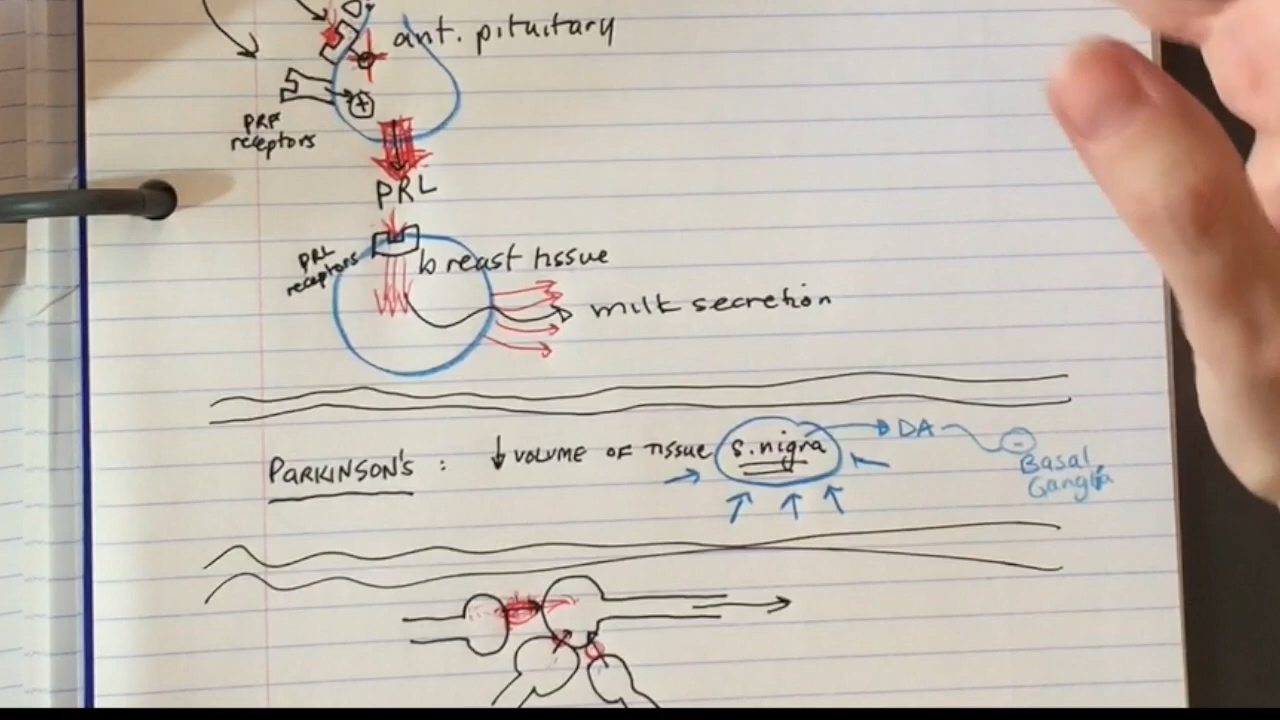 ant. pituitary
+
PRF
receptors
PRL
PRL
receptors
breast tissue
milk secretion
PARKINSON'S : ↓ VOLUME OF TISSUE s.nigra → DA
-
Basal
Ganglia